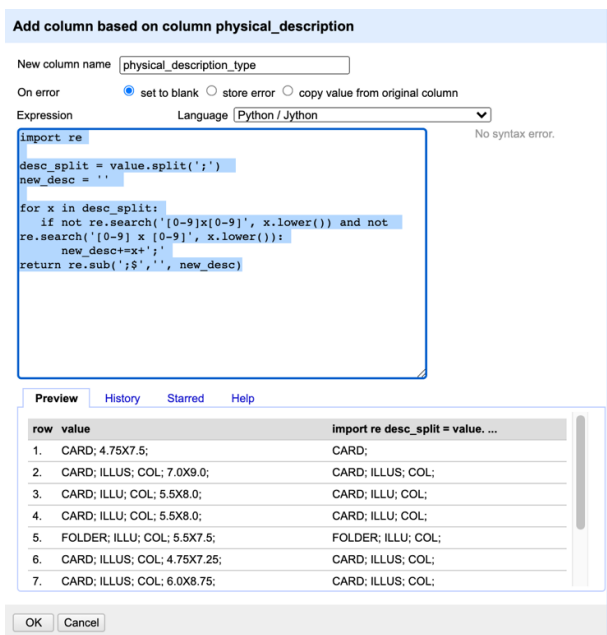 Add column based on column physical_description
New column name physical_description_type
On error set to blank store error copy value from original column
Expression Language Python / Jython
No syntax error.
import re
desc_split = value.split(';')
new_desc = ''
for x in desc_split:
if not re.search('[0-9]x[0-9]', x.lower()) and not
re.search('[0-9] x [0-9]', x.lower()):
new_desc+=x+';'
return re.sub(';$','', new_desc)
Preview History Starred Help
row value import re desc_split = value. ...
1. CARD; 4.75X7.5; CARD;
2. CARD; ILLUS; COL; 7.0X9.0; CARD; ILLUS; COL;
3. CARD; ILLU; COL; 5.5X8.0; CARD; ILLU; COL;
4. CARD; ILLU; COL; 5.5X8.0; CARD; ILLU; COL;
5. FOLDER; ILLU; COL; 5.5X7.5; FOLDER; ILLU; COL;
6. CARD; ILLUS; COL; 4.75X7.25; CARD; ILLUS; COL;
7. CARD; ILLUS; COL; 6.0X8.75; CARD; ILLUS; COL;
OK Cancel